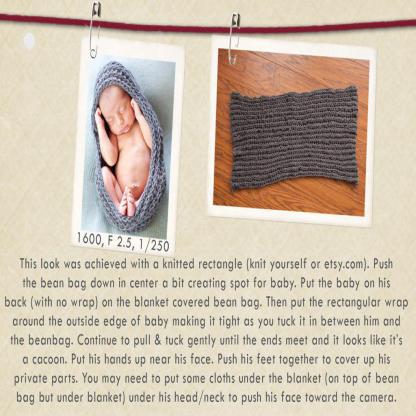 1600, F 2.5, 1/250
This look was achieved with a knitted rectangle (knit yourself or etsy.com). Push
the bean bag down in center a bit creating spot for baby. Put the baby on his
back (with no wrap) on the blanket covered bean bag. Then put the rectangular wrap
around the outside edge of baby making it tight as you tuck it in between him and
the beanbag. Continue to pull & tuck gently until the ends meet and it looks like it's
a cacoon. Put his hands up near his face. Push his feet together to cover up his
private parts. You may need to put some cloths under the blanket (on top of bean
bag but under blanket) under his head/neck to push his face toward the camera.